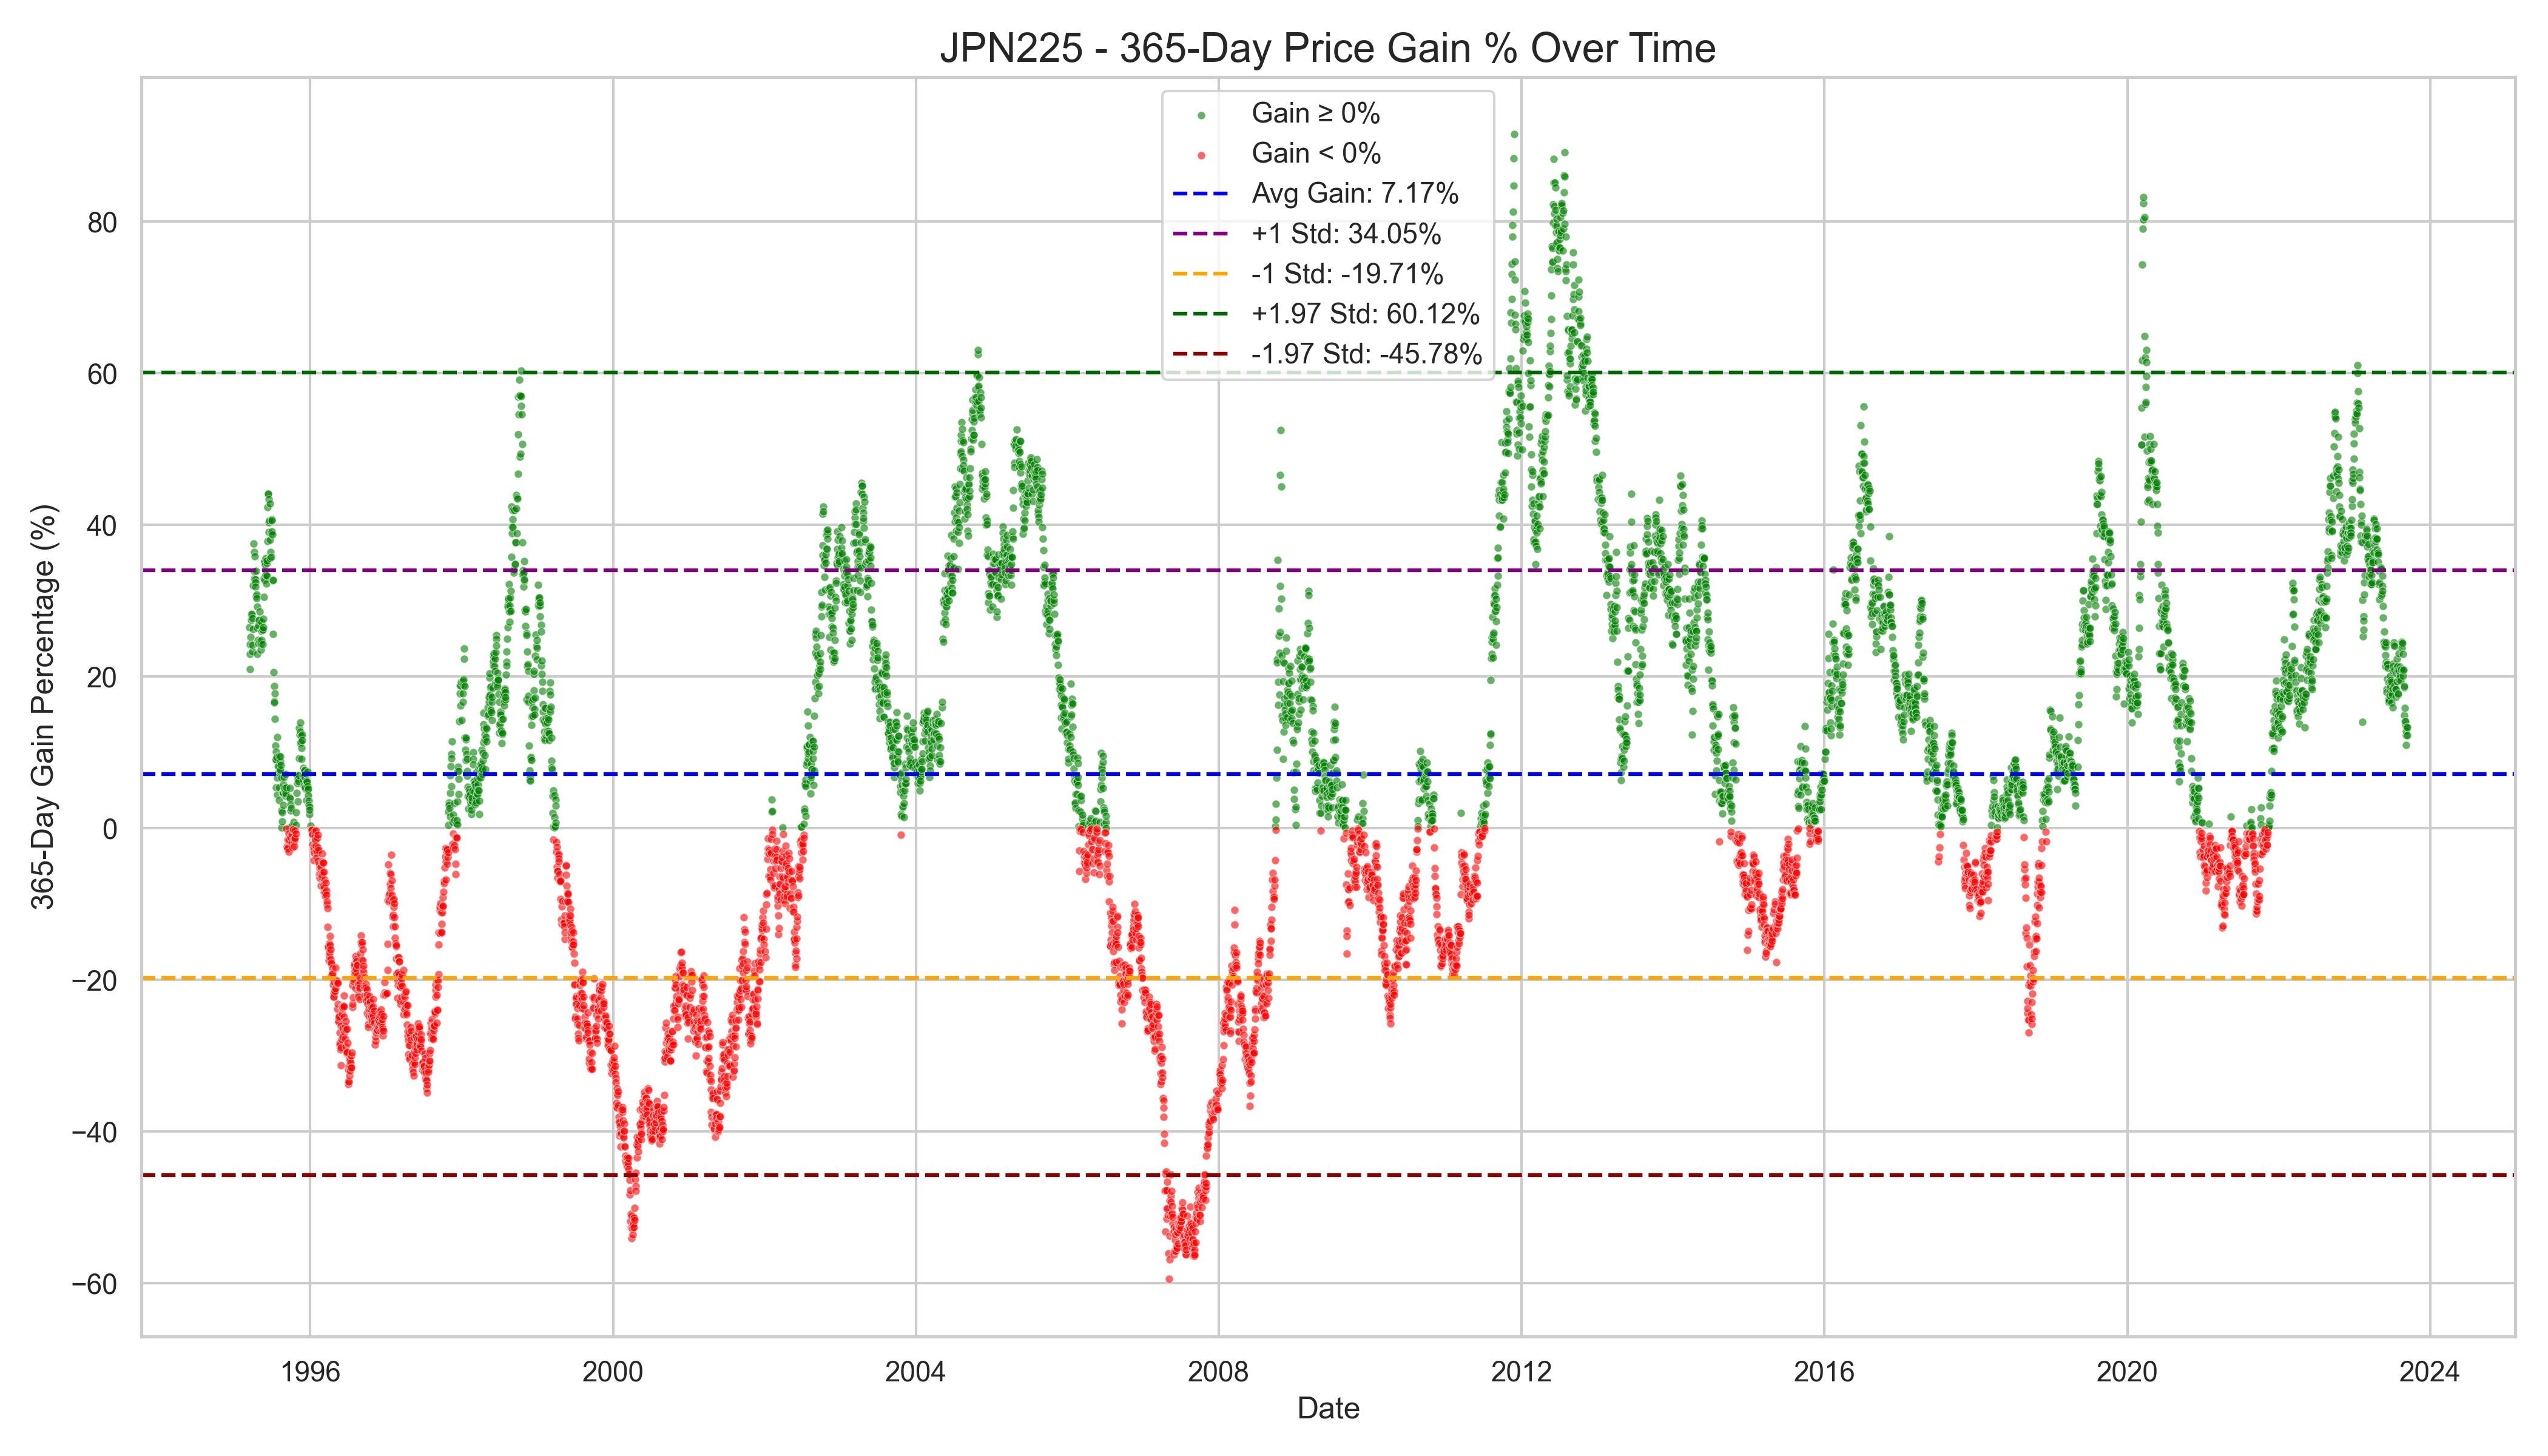 JPN225 - 365-Day Price Gain % Over Time
Gain ≥ 0%
Gain < 0%
Avg Gain: 7.17%
+1 Std: 34.05%
-1 Std: -19.71%
+1.97 Std: 60.12%
-1.97 Std: -45.78%
365-Day Gain Percentage (%)
80
60
40
20
0
−20
−40
−60
1996 2000 2004 2008 2012 2016 2020 2024
Date